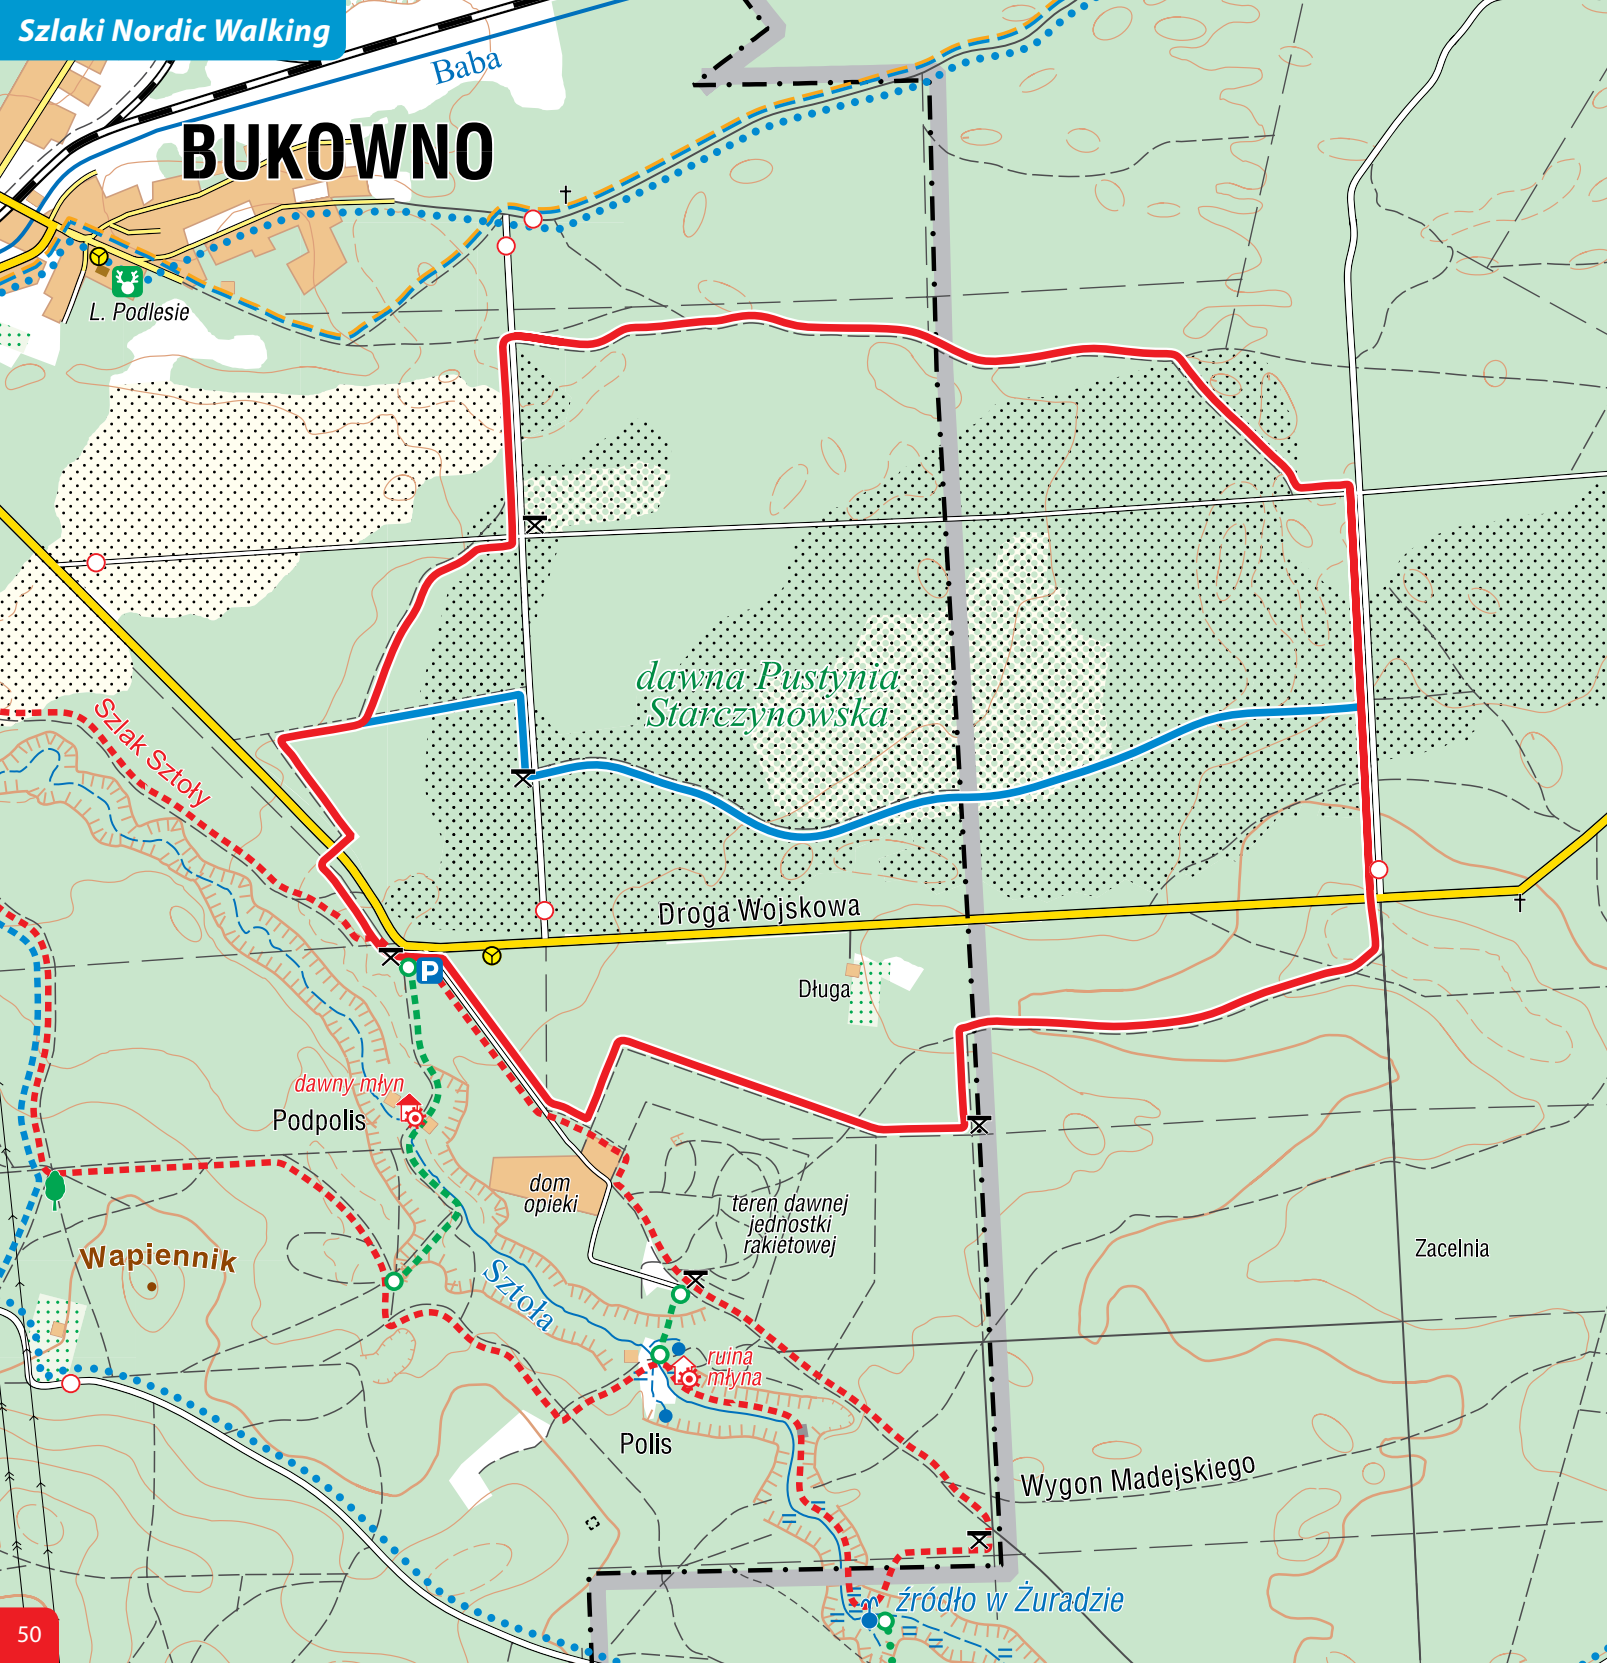 Szlaki Nordic Walking
Baba
BUKOWNO
L. Podlesie
dawna Pustynia
Starczynowska
Szlak Sztoły
Droga Wojskowa
P
Długa
dawny młyn
Podpolis
dom
opieki
teren dawnej
jednostki
rakietowej
Wapiennik
Zacelnia
Sztoła
ruina
młyna
Polis
Wygon Madejskiego
źródło w Żuradzie
50